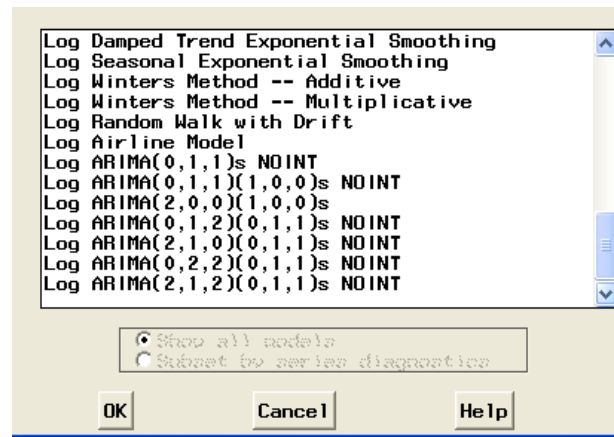 Log Damped Trend Exponential Smoothing
Log Seasonal Exponential Smoothing
Log Winters Method -- Additive
Log Winters Method -- Multiplicative
Log Random Walk with Drift
Log Airline Model
Log ARIMA(0,1,1)s NOINT
Log ARIMA(0,1,1)(1,0,0)s NOINT
Log ARIMA(2,0,0)(1,0,0)s
Log ARIMA(0,1,2)(0,1,1)s NOINT
Log ARIMA(2,1,0)(0,1,1)s NOINT
Log ARIMA(0,2,2)(0,1,1)s NOINT
Log ARIMA(2,1,2)(0,1,1)s NOINT
Show all models
Subset by series diagnostics
OK Cancel Help